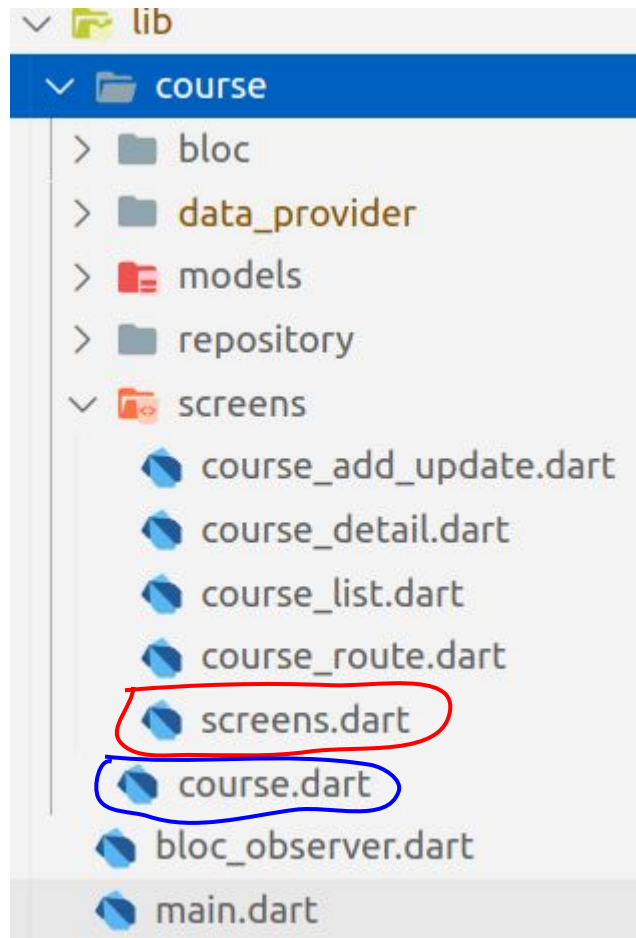 lib
course
bloc
data_provider
models
repository
screens
course_add_update.dart
course_detail.dart
course_list.dart
course_route.dart
screens.dart
course.dart
bloc_observer.dart
main.dart